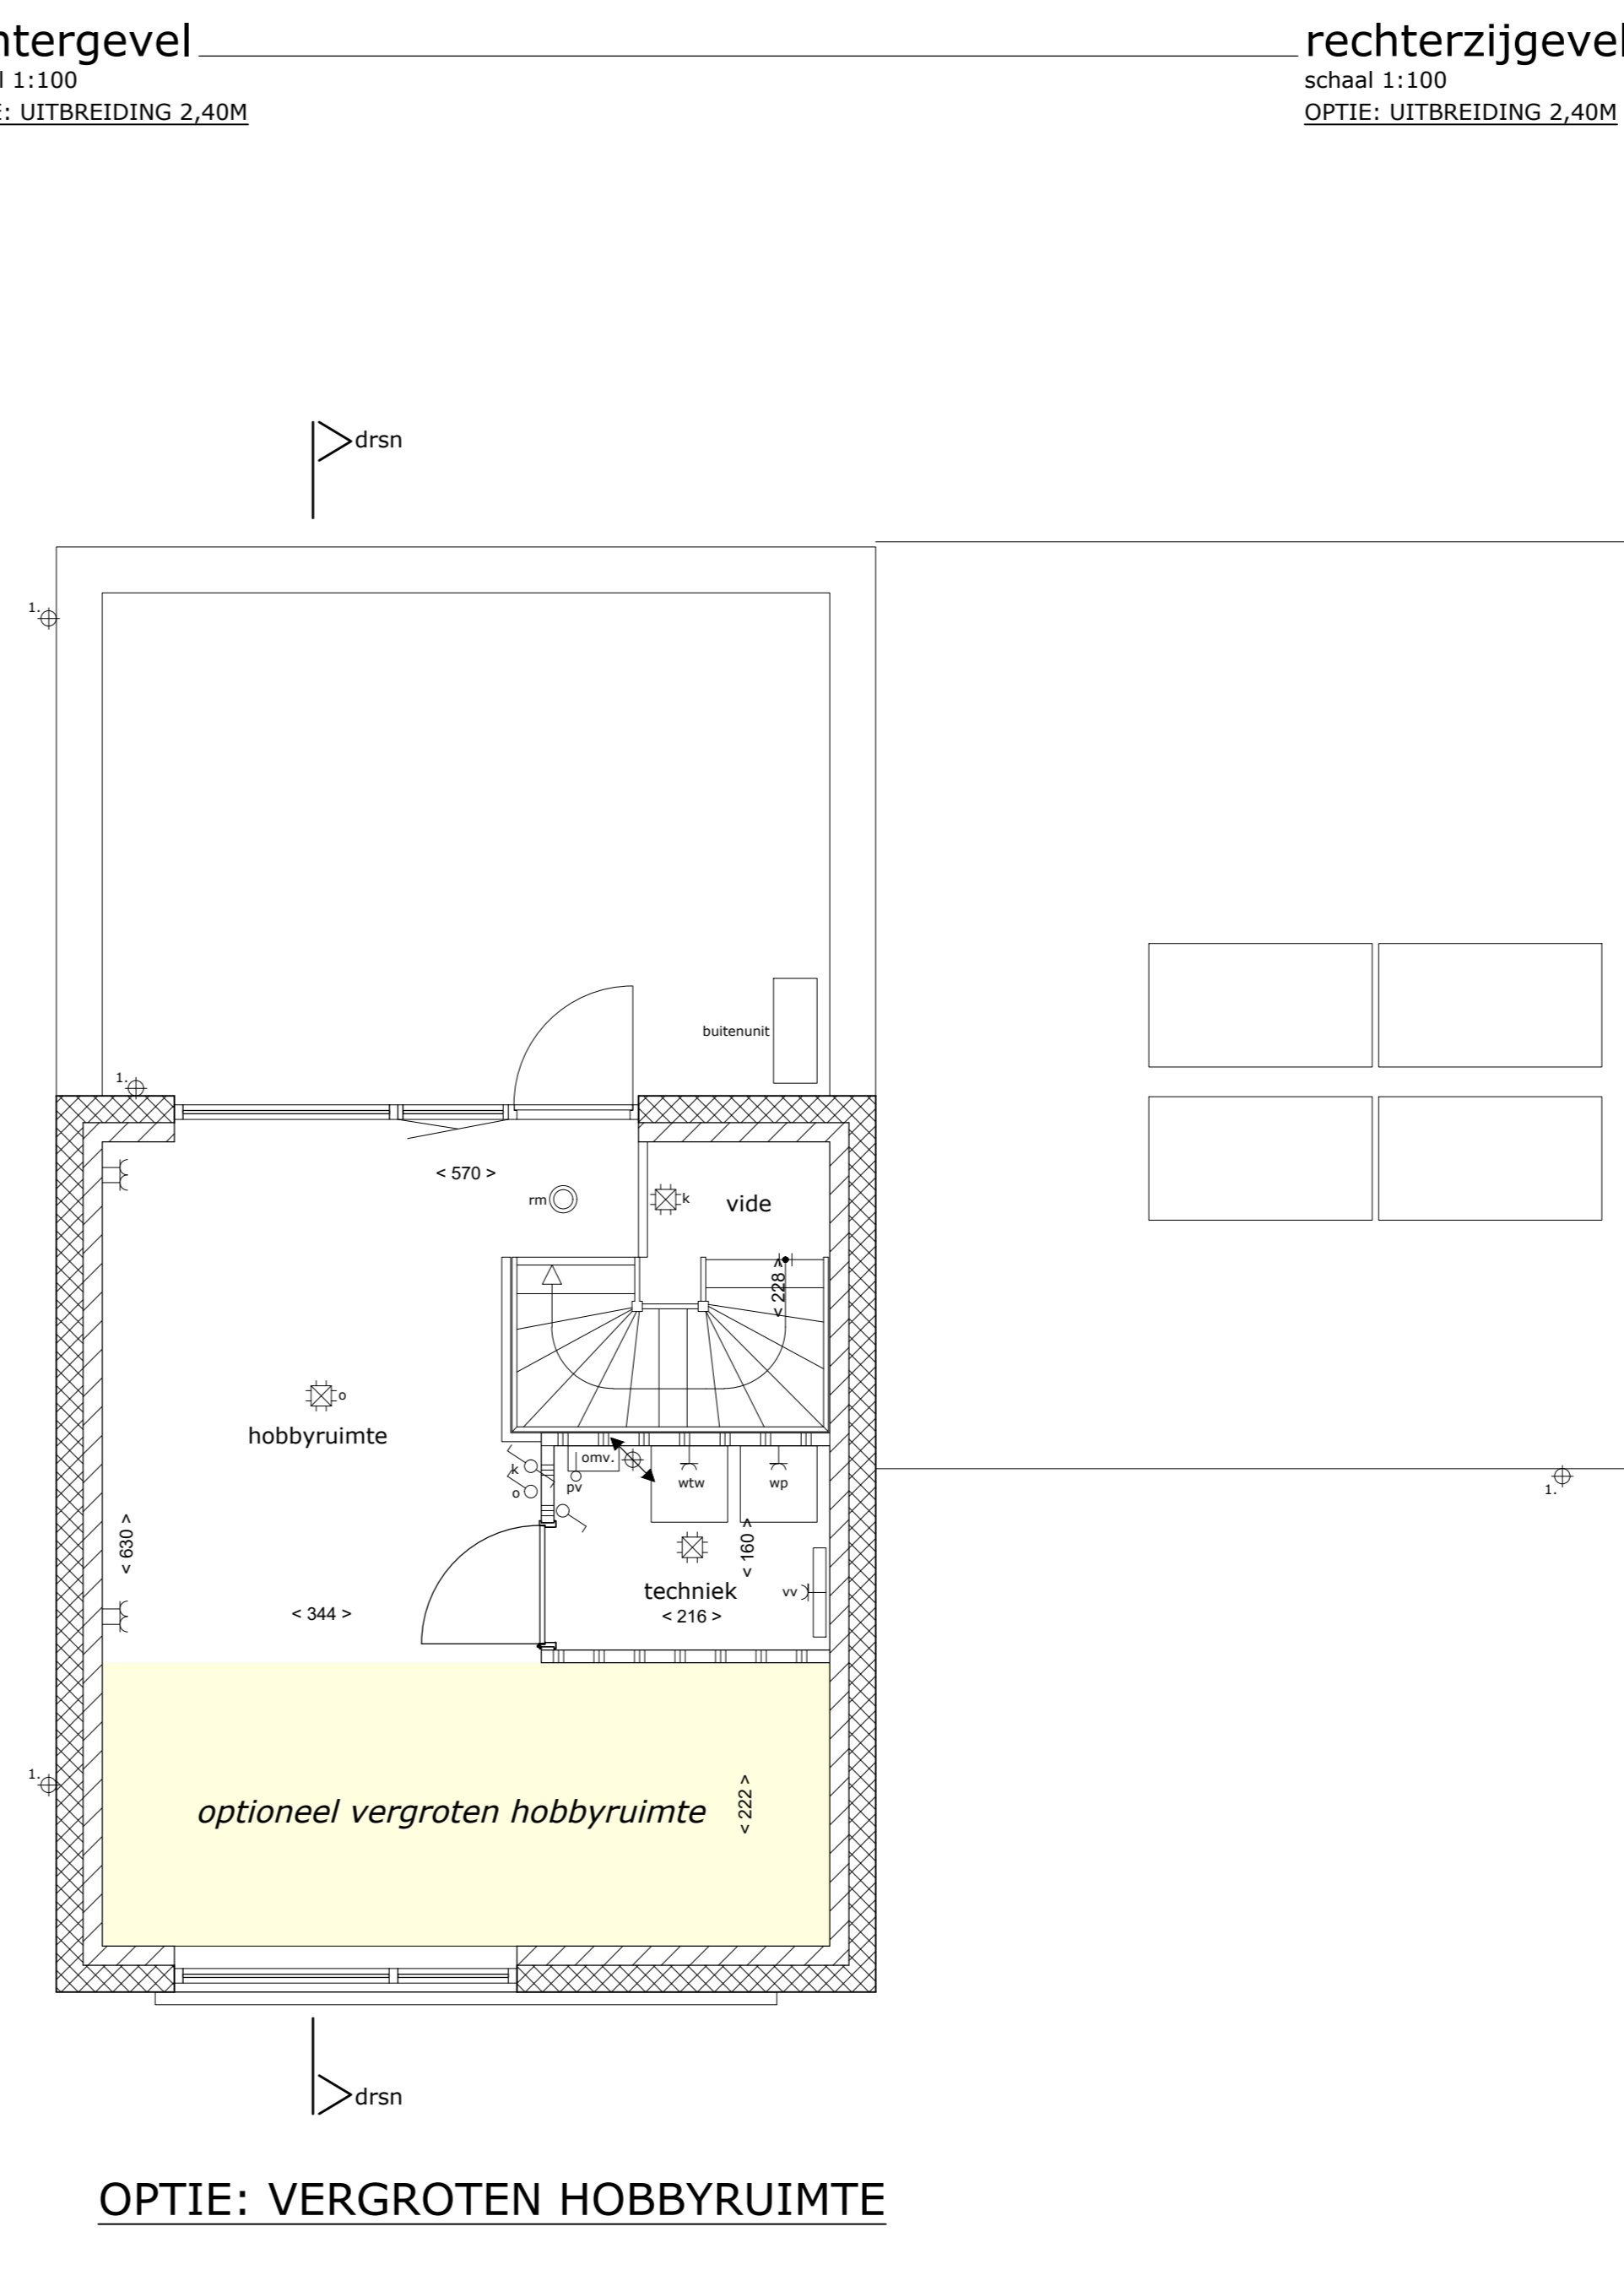 htergevel
rechterzijgevel
l 1:100
schaal 1:100
E: UITBREIDING 2,40M
OPTIE: UITBREIDING 2,40M
drsn
1.
buitenunit
1.
< 570 >
rm
k
vide
< 228 >
o
hobbyruimte
k
omv.
o
pv
wtw
wp
1.
< 630 >
< 160 >
techniek
vv
< 344 >
< 216 >
1.
optioneel vergroten hobbyruimte
< 222 >
drsn
OPTIE: VERGROTEN HOBBYRUIMTE